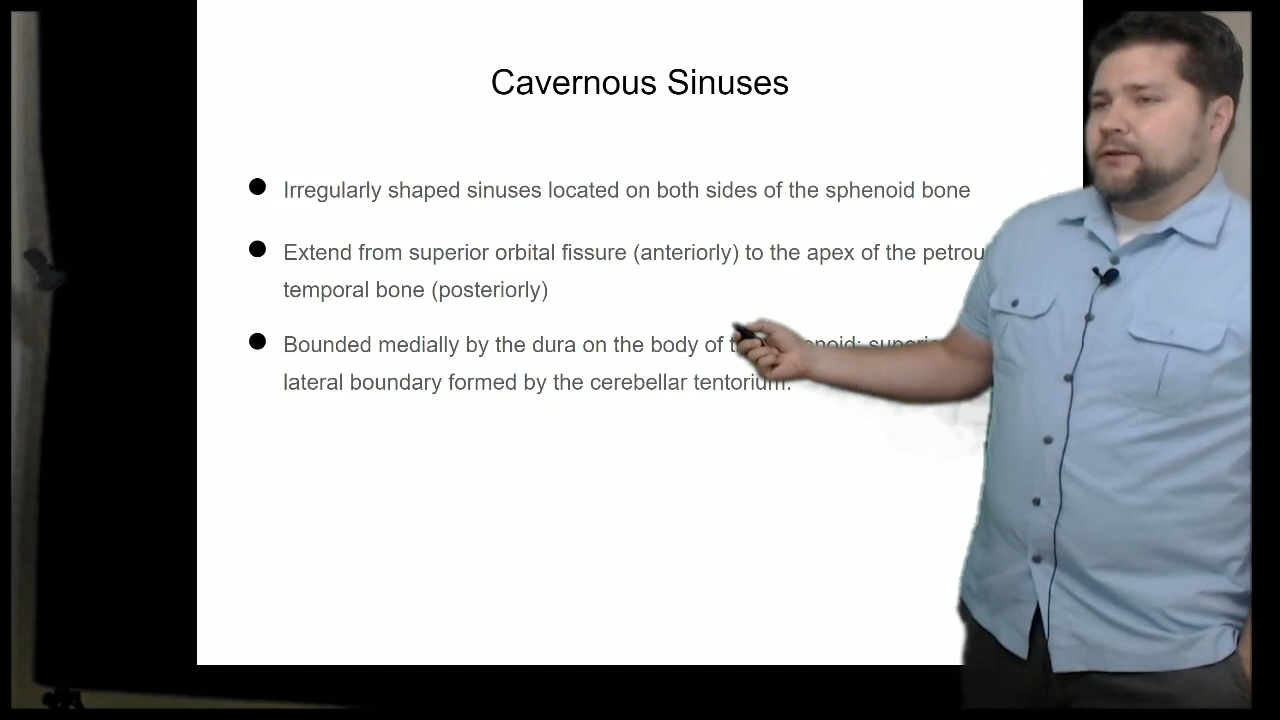 Cavernous Sinuses
Irregularly shaped sinuses located on both sides of the sphenoid bone
Extend from superior orbital fissure (anteriorly) to the apex of the
temporal bone (posteriorly)
Bounded medially by the dura on the body of
lateral boundary formed by the cerebellar tentorium.